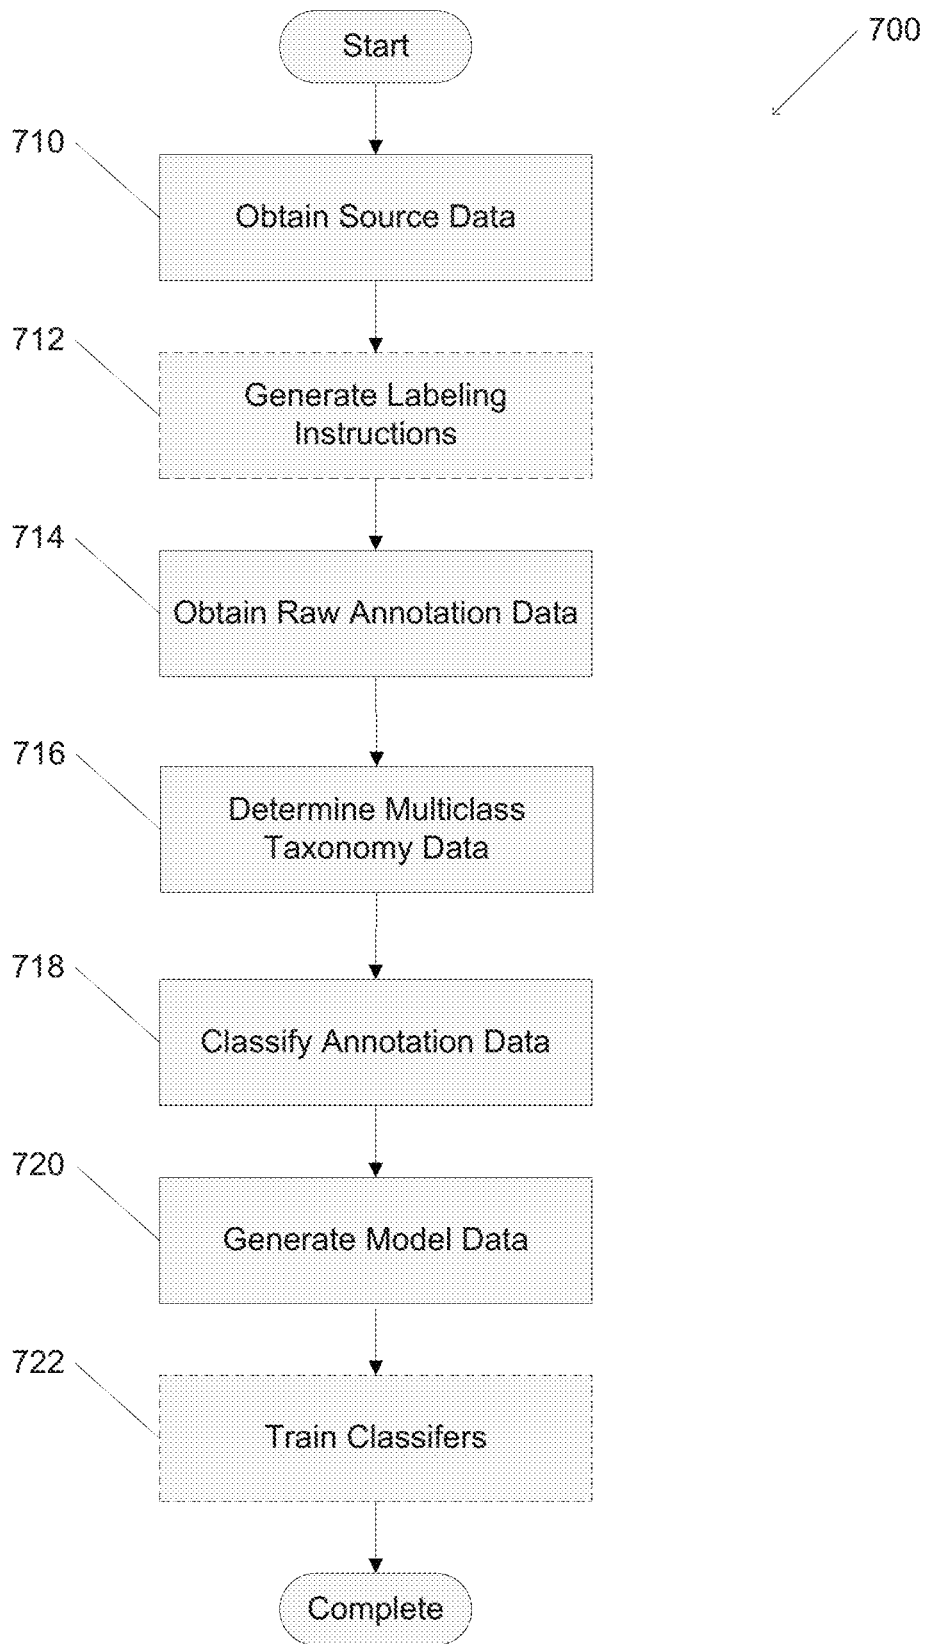 Start
700
710
Obtain Source Data
712
Generate Labeling
Instructions
714
Obtain Raw Annotation Data
716
Determine Multiclass
Taxonomy Data
718
Classify Annotation Data
720
Generate Model Data
722
Train Classifers
Complete